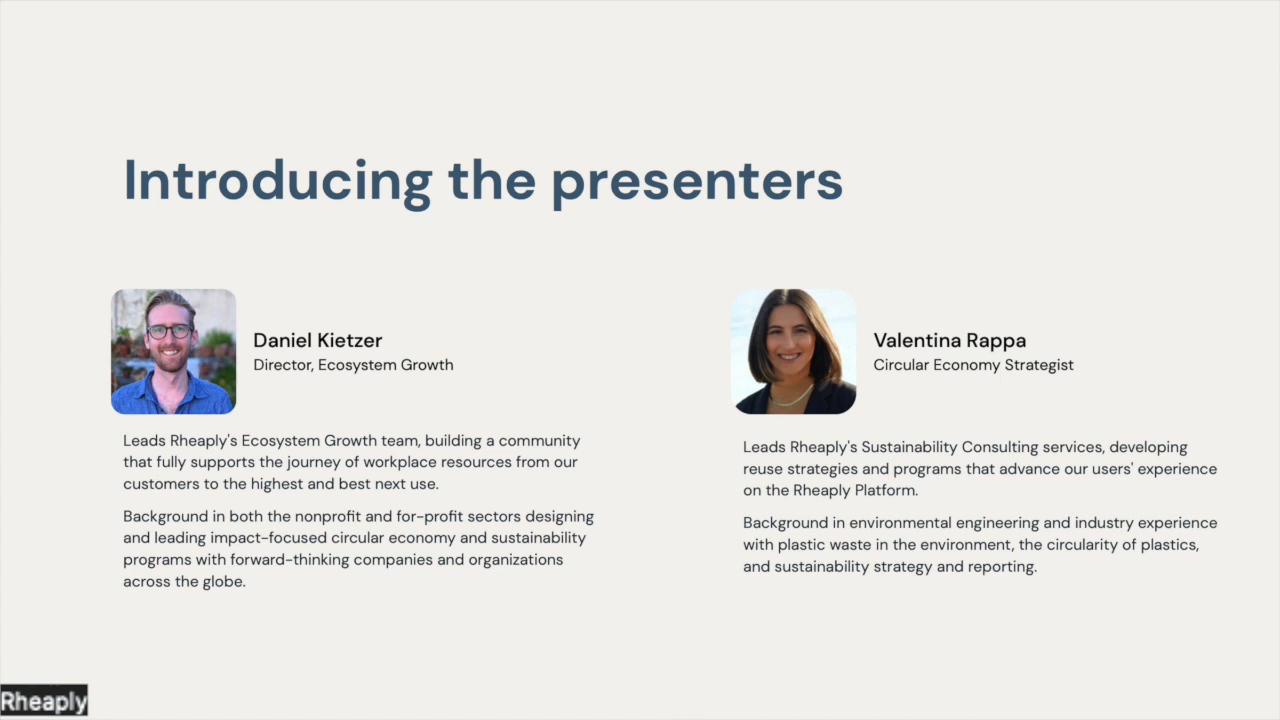 Introducing the presenters
Daniel Kietzer
Director, Ecosystem Growth
Leads Rheaply's Ecosystem Growth team, building a community
that fully supports the journey of workplace resources from our
customers to the highest and best next use.
Background in both the nonprofit and for-profit sectors designing
and leading impact-focused circular economy and sustainability
programs with forward-thinking companies and organizations
across the globe.
Valentina Rappa
Circular Economy Strategist
Leads Rheaply's Sustainability Consulting services, developing
reuse strategies and programs that advance our users' experience
on the Rheaply Platform.
Background in environmental engineering and industry experience
with plastic waste in the environment, the circularity of plastics,
and sustainability strategy and reporting.
Rheaply